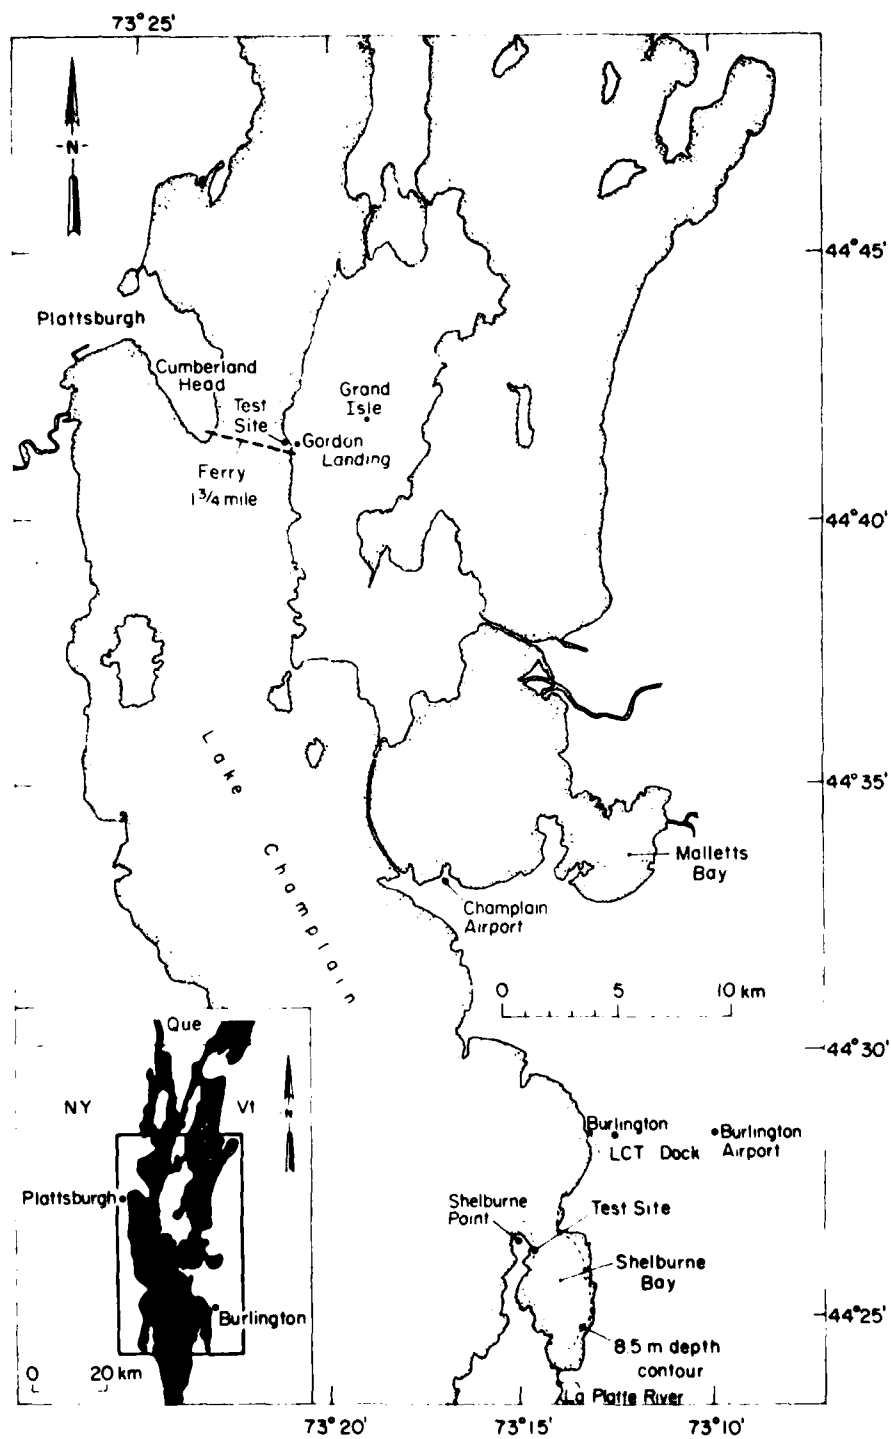 73°25'
-N-
44°45'
Plattsburgh
Cumberland
Head
Test
Site
Grand
Isle
Gordon
Landing
Ferry
1 3/4 mile
44°40'
Lake
Champlain
44°35'
Malletts
Bay
Champlain
Airport
0 5 10 km
44°30'
Que
NY
Vt
N
Plattsburgh
Burlington
0 20 km
Burlington
LCT Dock
Burlington
Airport
Shelburne
Point
Test Site
Shelburne
Bay
44°25'
8.5 m depth
contour
La Platte River
73°20'
73°15'
73°10'